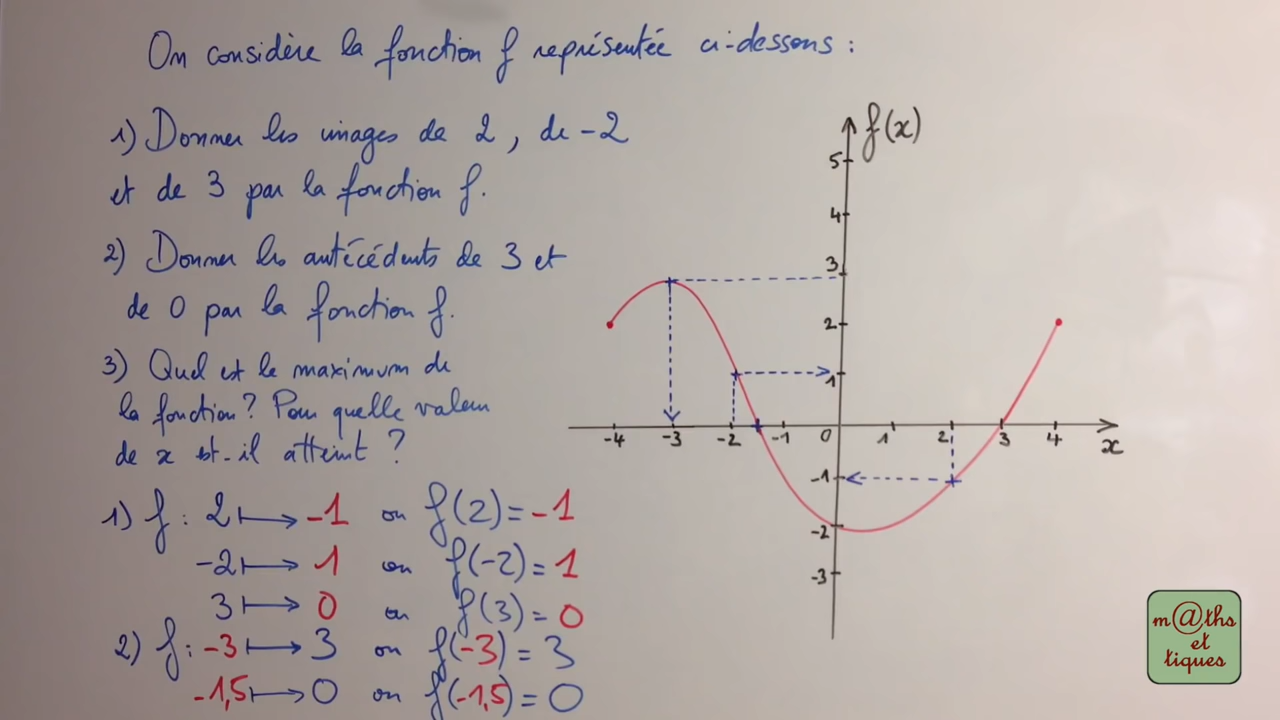 On considère la fonction f représentée ci-dessous :
1) Donner les images de 2, de -2
et de 3 par la fonction f.
2) Donner les antécédents de 3 et
de 0 par la fonction f.
3) Quel est le maximum de
la fonction ? Pour quelle valeur
de x est-il atteint ?
1) f : 2 ⟼ -1 ou f(2) = -1
-2 ⟼ 1 ou f(-2) = 1
3 ⟼ 0 ou f(3) = 0
2) f : -3 ⟼ 3 ou f(-3) = 3
-1,5 ⟼ 0 ou f(-1,5) = 0
f(x)
5
4
3
2
1
-4 -3 -2 -1 0 1 2 3 4 x
-1
-2
-3
m@ths
et
tiques